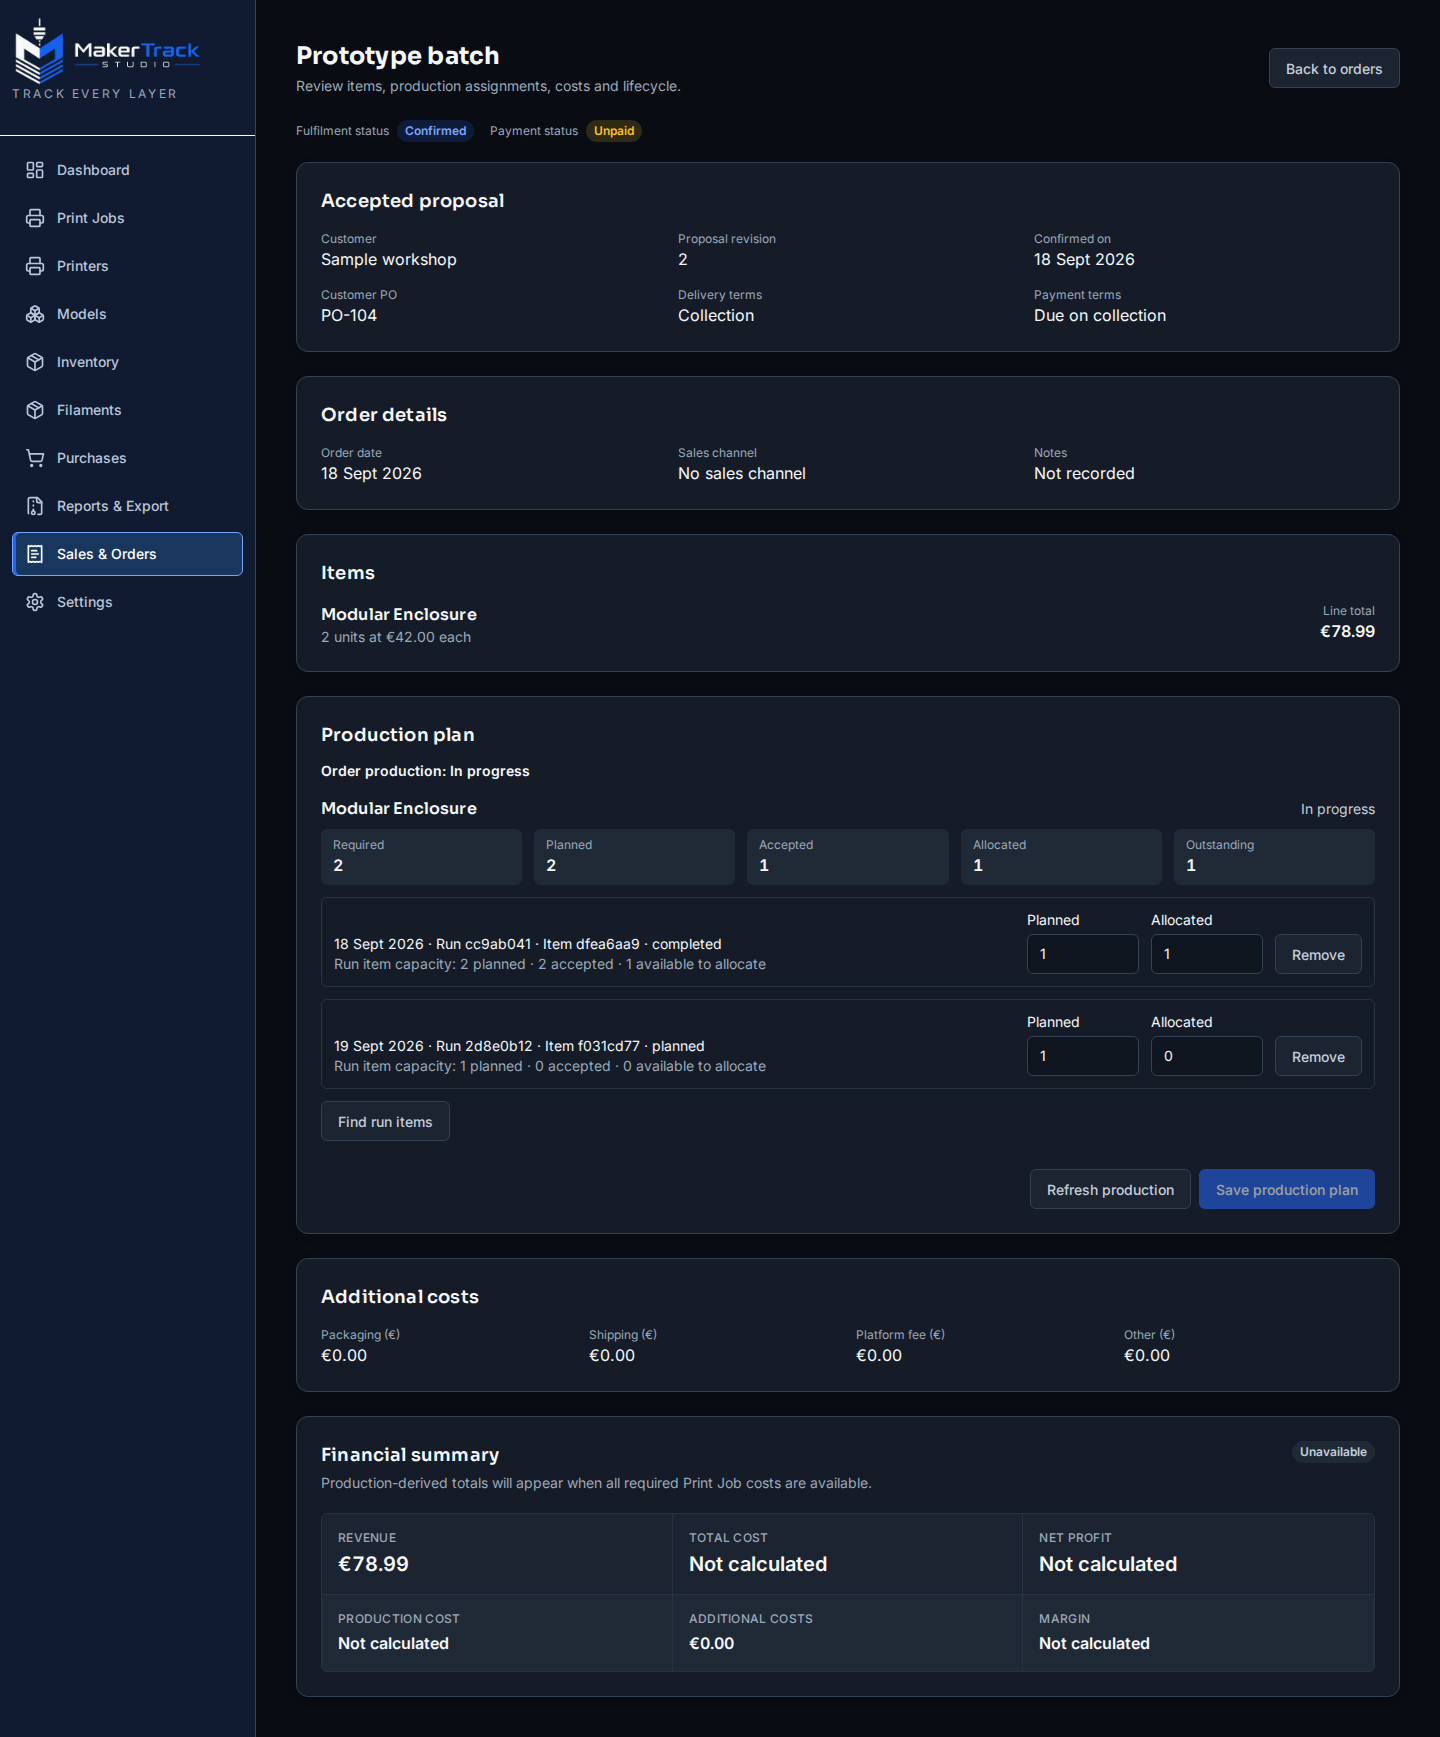 MakerTrack
STUDIO
TRACK EVERY LAYER
Dashboard
Print Jobs
Printers
Models
Inventory
Filaments
Purchases
Reports & Export
Sales & Orders
Settings
Prototype batch
Review items, production assignments, costs and lifecycle.
Back to orders
Fulfilment status Confirmed Payment status Unpaid
Accepted proposal
Customer Proposal revision Confirmed on
Sample workshop 2 18 Sept 2026
Customer PO Delivery terms Payment terms
PO-104 Collection Due on collection
Order details
Order date Sales channel Notes
18 Sept 2026 No sales channel Not recorded
Items
Modular Enclosure Line total
2 units at €42.00 each €78.99
Production plan
Order production: In progress
Modular Enclosure In progress
Required Planned Accepted Allocated Outstanding
2 2 1 1 1
Planned Allocated
18 Sept 2026 · Run cc9ab041 · Item dfea6aa9 · completed 1 1 Remove
Run item capacity: 2 planned · 2 accepted · 1 available to allocate
Planned Allocated
19 Sept 2026 · Run 2d8e0b12 · Item f031cd77 · planned 1 0 Remove
Run item capacity: 1 planned · 0 accepted · 0 available to allocate
Find run items
Refresh production Save production plan
Additional costs
Packaging (€) Shipping (€) Platform fee (€) Other (€)
€0.00 €0.00 €0.00 €0.00
Financial summary Unavailable
Production-derived totals will appear when all required Print Job costs are available.
REVENUE TOTAL COST NET PROFIT
€78.99 Not calculated Not calculated
PRODUCTION COST ADDITIONAL COSTS MARGIN
Not calculated €0.00 Not calculated